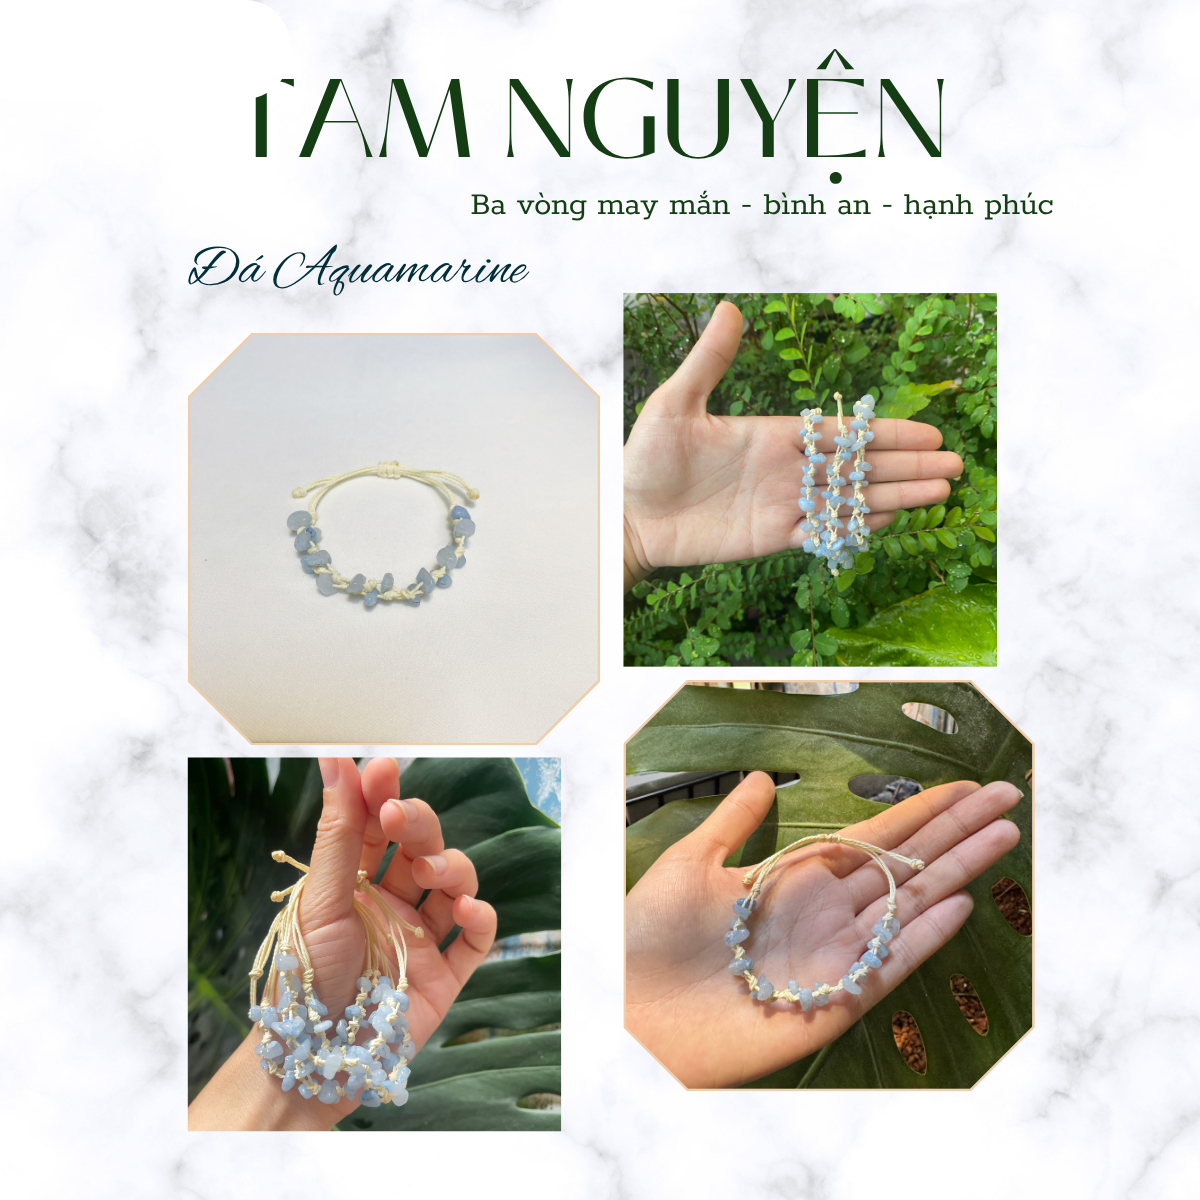 TAM NGUYỆN
Ba vòng may mắn - bình an - hạnh phúc
Đá Aquamarine